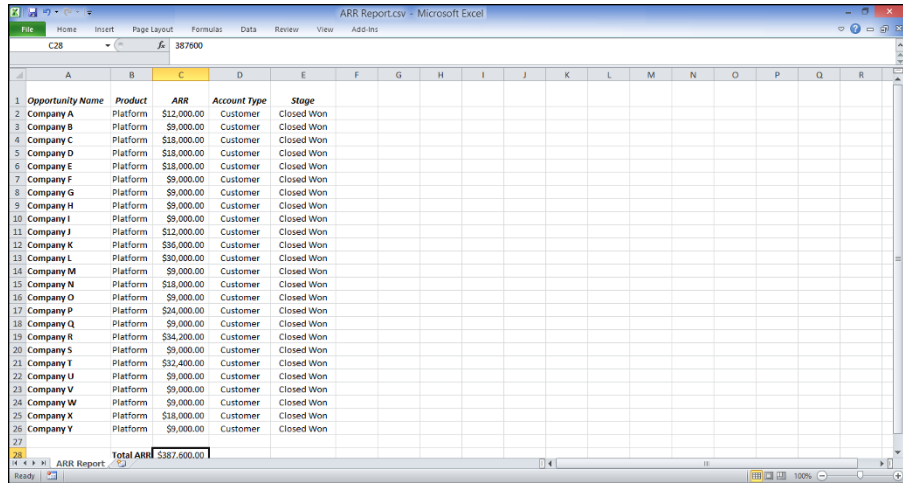 ARR Report.csv - Microsoft Excel
File Home Insert Page Layout Formulas Data Review View Add-Ins
C28 fx 387600
A B C D E F G H I J K L M N O P Q R
1 Opportunity Name Product ARR Account Type Stage
2 Company A Platform $12,000.00 Customer Closed Won
3 Company B Platform $9,000.00 Customer Closed Won
4 Company C Platform $18,000.00 Customer Closed Won
5 Company D Platform $18,000.00 Customer Closed Won
6 Company E Platform $18,000.00 Customer Closed Won
7 Company F Platform $9,000.00 Customer Closed Won
8 Company G Platform $9,000.00 Customer Closed Won
9 Company H Platform $9,000.00 Customer Closed Won
10 Company I Platform $9,000.00 Customer Closed Won
11 Company J Platform $12,000.00 Customer Closed Won
12 Company K Platform $36,000.00 Customer Closed Won
13 Company L Platform $30,000.00 Customer Closed Won
14 Company M Platform $9,000.00 Customer Closed Won
15 Company N Platform $18,000.00 Customer Closed Won
16 Company O Platform $9,000.00 Customer Closed Won
17 Company P Platform $24,000.00 Customer Closed Won
18 Company Q Platform $9,000.00 Customer Closed Won
19 Company R Platform $34,200.00 Customer Closed Won
20 Company S Platform $9,000.00 Customer Closed Won
21 Company T Platform $32,400.00 Customer Closed Won
22 Company U Platform $9,000.00 Customer Closed Won
23 Company V Platform $9,000.00 Customer Closed Won
24 Company W Platform $9,000.00 Customer Closed Won
25 Company X Platform $18,000.00 Customer Closed Won
26 Company Y Platform $9,000.00 Customer Closed Won
27
28 Total ARR $387,600.00
ARR Report
Ready 100%